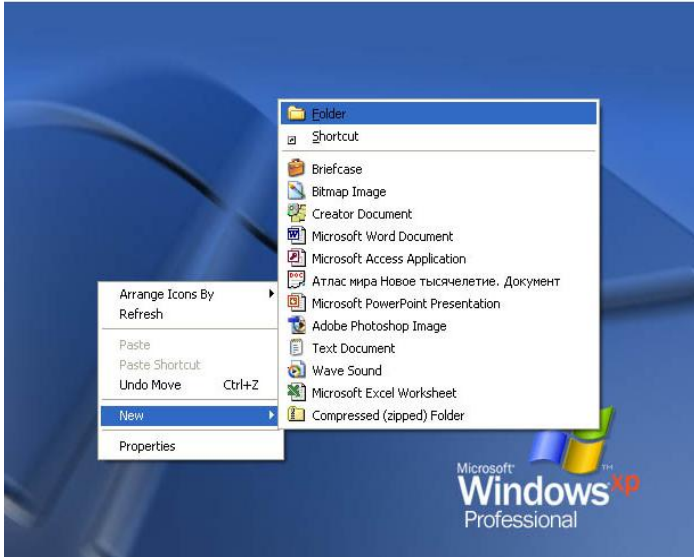 Arrange Icons By
Refresh
Paste
Paste Shortcut
Undo Move Ctrl+Z
New
Properties
Folder
Shortcut
Briefcase
Bitmap Image
Creator Document
Microsoft Word Document
Microsoft Access Application
Атлас мира Новое тысячелетие. Документ
Microsoft PowerPoint Presentation
Adobe Photoshop Image
Text Document
Wave Sound
Microsoft Excel Worksheet
Compressed (zipped) Folder
Microsoft
Windows xp
Professional